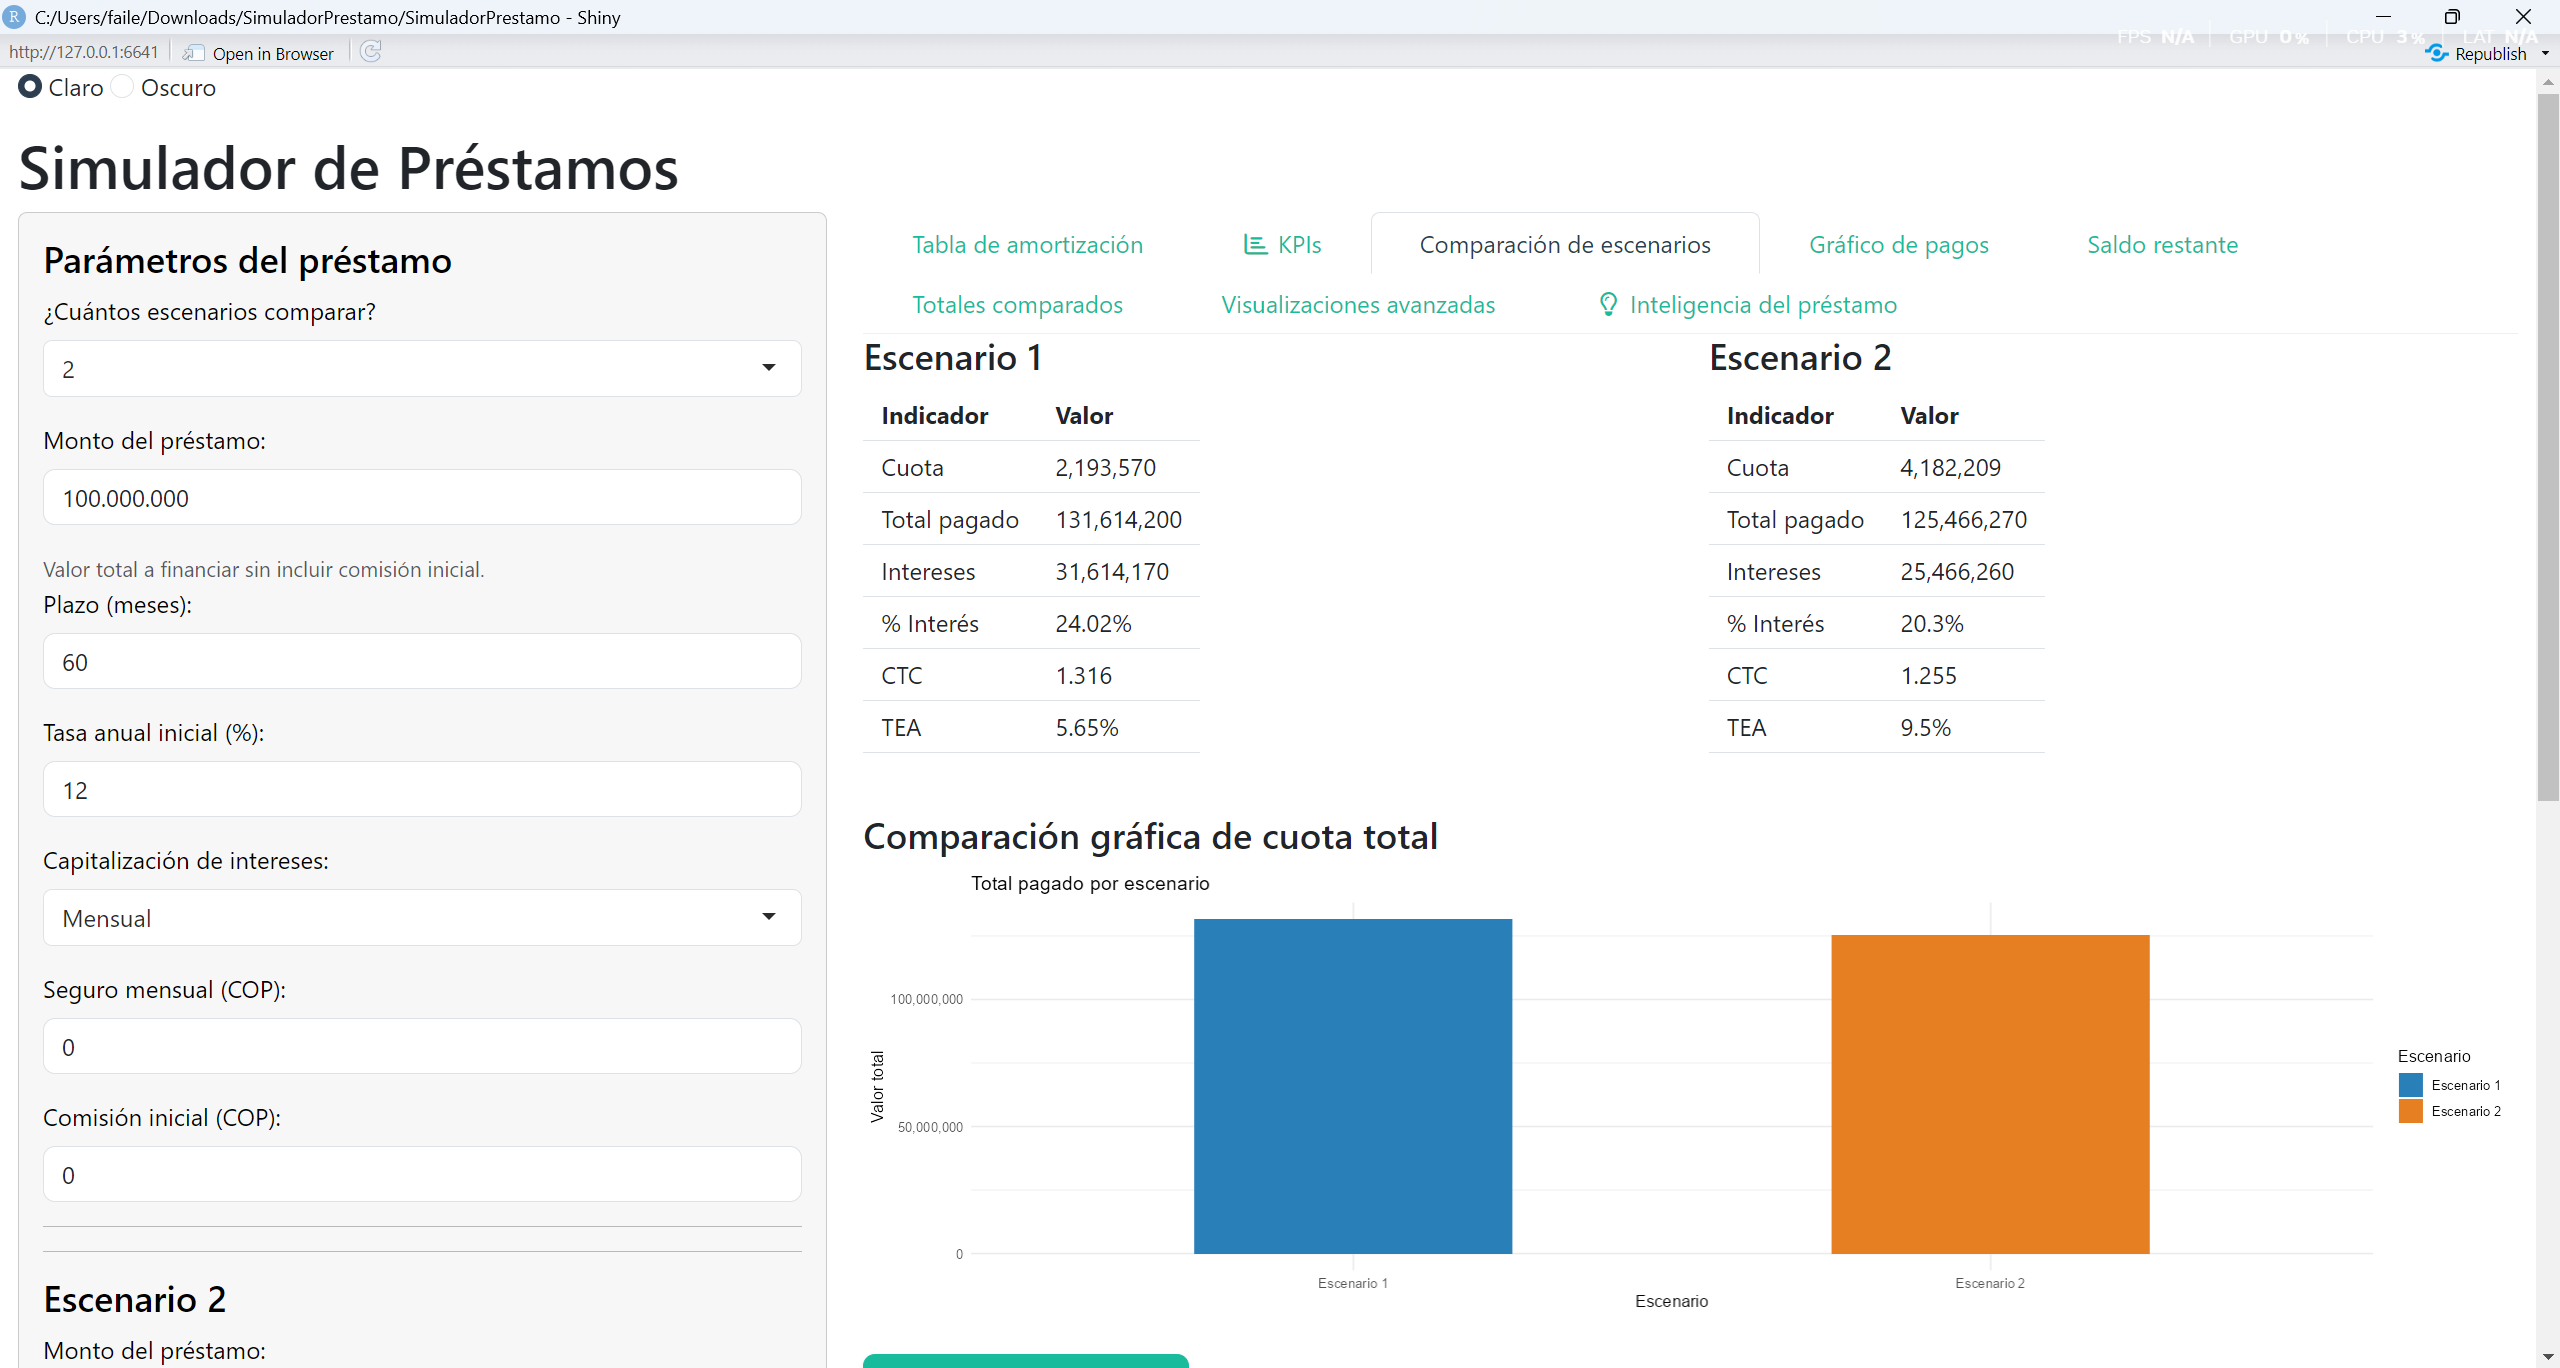 C:/Users/faile/Downloads/SimuladorPrestamo/SimuladorPrestamo - Shiny
FPS N/A GPU 0% CPU 3% LAT N/A
http://127.0.0.1:6641 Open in Browser Republish
Claro Oscuro
Simulador de Préstamos
Parámetros del préstamo
¿Cuántos escenarios comparar?
2
Monto del préstamo:
100.000.000
Valor total a financiar sin incluir comisión inicial.
Plazo (meses):
60
Tasa anual inicial (%):
12
Capitalización de intereses:
Mensual
Seguro mensual (COP):
0
Comisión inicial (COP):
0
Escenario 2
Monto del préstamo:
Tabla de amortización KPIs Comparación de escenarios Gráfico de pagos Saldo restante
Totales comparados Visualizaciones avanzadas Inteligencia del préstamo
Escenario 1
Indicador Valor
Cuota 2,193,570
Total pagado 131,614,200
Intereses 31,614,170
% Interés 24.02%
CTC 1.316
TEA 5.65%
Escenario 2
Indicador Valor
Cuota 4,182,209
Total pagado 125,466,270
Intereses 25,466,260
% Interés 20.3%
CTC 1.255
TEA 9.5%
Comparación gráfica de cuota total
Total pagado por escenario
Valor total
100,000,000
50,000,000
0
Escenario 1 Escenario 2
Escenario
Escenario
Escenario 1
Escenario 2